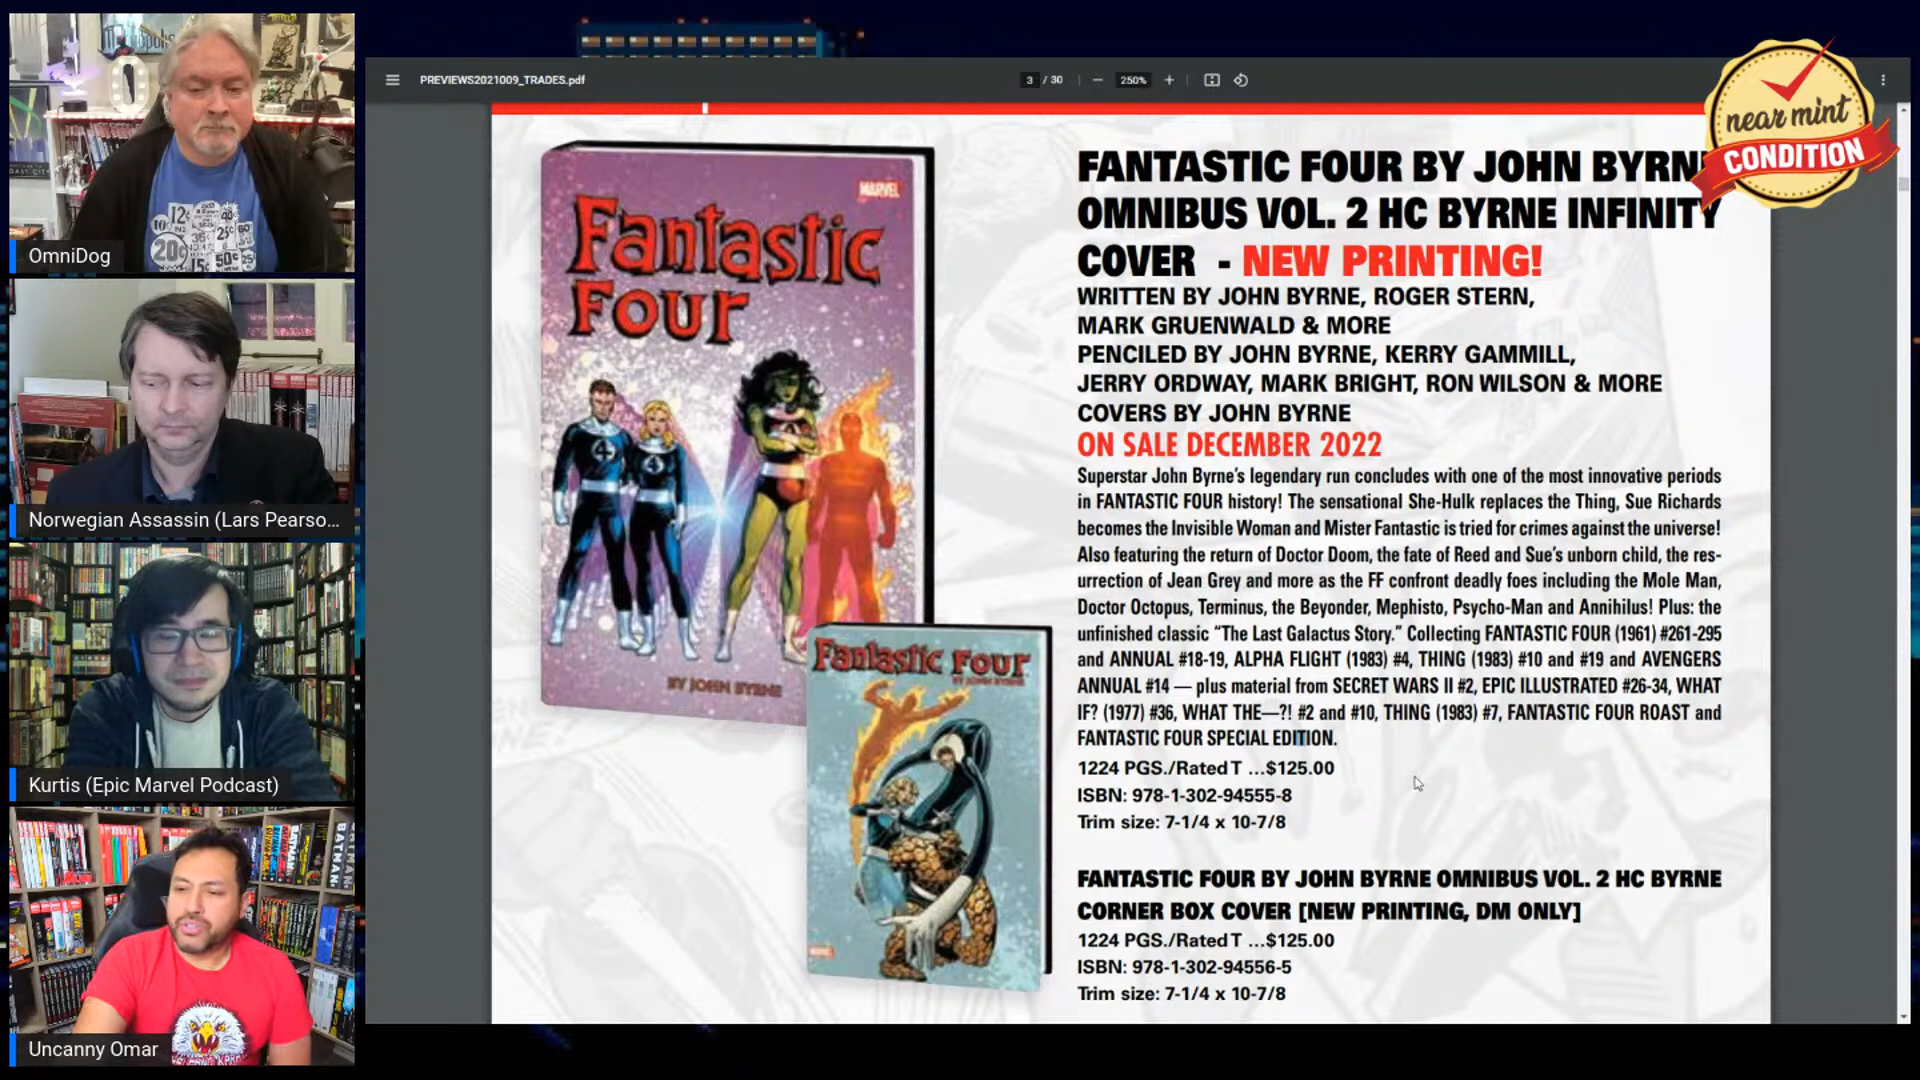 PREVIEWS2021009_TRADES.pdf
3 / 30
250%
near mint
CONDITION
MARVEL
Fantastic
Four
BY JOHN BYRNE
Fantastic Four
BY JOHN BYRNE
FANTASTIC FOUR BY JOHN BYRN
OMNIBUS VOL. 2 HC BYRNE INFINITY
COVER - NEW PRINTING!
WRITTEN BY JOHN BYRNE, ROGER STERN,
MARK GRUENWALD & MORE
PENCILED BY JOHN BYRNE, KERRY GAMMILL,
JERRY ORDWAY, MARK BRIGHT, RON WILSON & MORE
COVERS BY JOHN BYRNE
ON SALE DECEMBER 2022
Superstar John Byrne's legendary run concludes with one of the most innovative periods
in FANTASTIC FOUR history! The sensational She-Hulk replaces the Thing, Sue Richards
becomes the Invisible Woman and Mister Fantastic is tried for crimes against the universe!
Also featuring the return of Doctor Doom, the fate of Reed and Sue's unborn child, the res-
urrection of Jean Grey and more as the FF confront deadly foes including the Mole Man,
Doctor Octopus, Terminus, the Beyonder, Mephisto, Psycho-Man and Annihilus! Plus: the
unfinished classic “The Last Galactus Story.” Collecting FANTASTIC FOUR (1961) #261-295
and ANNUAL #18-19, ALPHA FLIGHT (1983) #4, THING (1983) #10 and #19 and AVENGERS
ANNUAL #14 — plus material from SECRET WARS II #2, EPIC ILLUSTRATED #26-34, WHAT
IF? (1977) #36, WHAT THE—?! #2 and #10, THING (1983) #7, FANTASTIC FOUR ROAST and
FANTASTIC FOUR SPECIAL EDITION.
1224 PGS./Rated T ...$125.00
ISBN: 978-1-302-94555-8
Trim size: 7-1/4 x 10-7/8
FANTASTIC FOUR BY JOHN BYRNE OMNIBUS VOL. 2 HC BYRNE
CORNER BOX COVER [NEW PRINTING, DM ONLY]
1224 PGS./Rated T ...$125.00
ISBN: 978-1-302-94556-5
Trim size: 7-1/4 x 10-7/8
OmniDog
Norwegian Assassin (Lars Pearso...
Kurtis (Epic Marvel Podcast)
BATMAN
BATMAN
Uncanny Omar